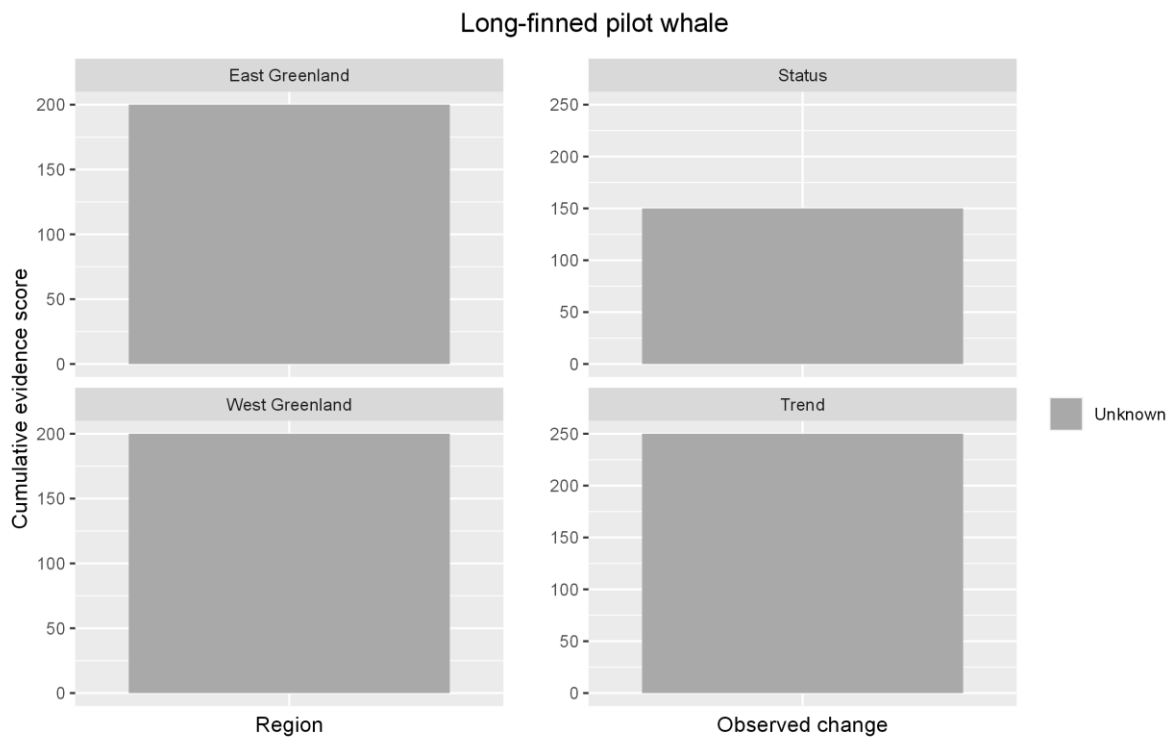 Long-finned pilot whale
Cumulative evidence score
East Greenland
200
150
100
50
0
West Greenland
200
150
100
50
0
Region
Status
250
200
150
100
50
0
Trend
250
200
150
100
50
0
Observed change
Unknown